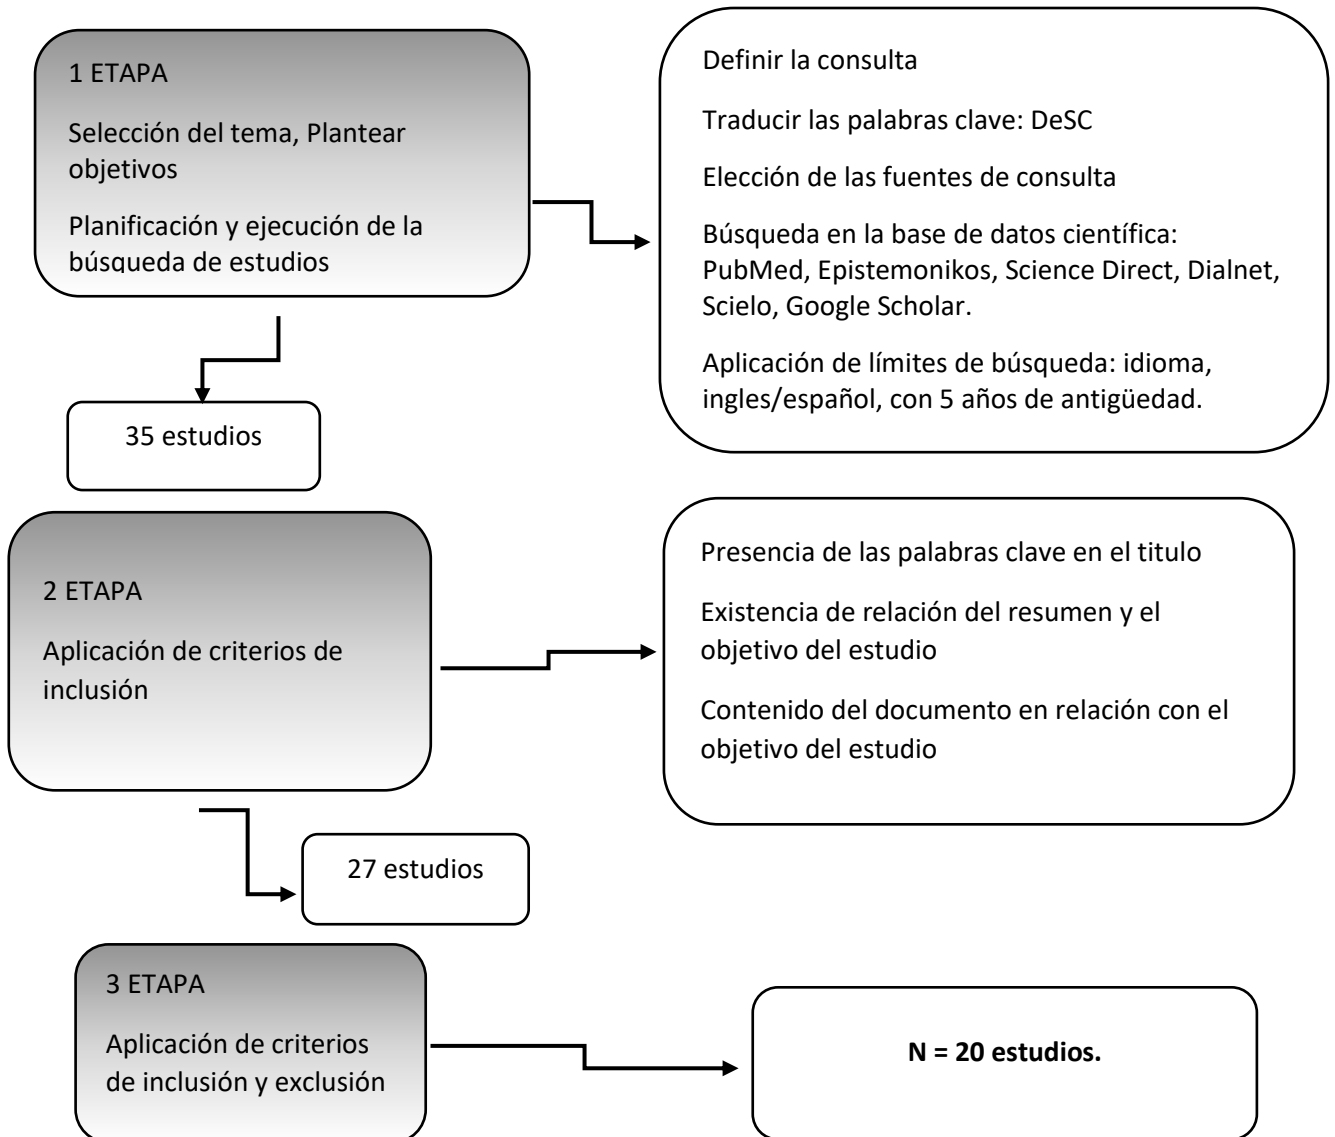 1 ETAPA
Selección del tema, Plantear
objetivos
Planificación y ejecución de la
búsqueda de estudios
Definir la consulta
Traducir las palabras clave: DeSC
Elección de las fuentes de consulta
Búsqueda en la base de datos científica:
PubMed, Epistemonikos, Science Direct, Dialnet,
Scielo, Google Scholar.
Aplicación de límites de búsqueda: idioma,
ingles/español, con 5 años de antigüedad.
35 estudios
2 ETAPA
Aplicación de criterios de
inclusión
Presencia de las palabras clave en el titulo
Existencia de relación del resumen y el
objetivo del estudio
Contenido del documento en relación con el
objetivo del estudio
27 estudios
3 ETAPA
Aplicación de criterios
de inclusión y exclusión
N = 20 estudios.